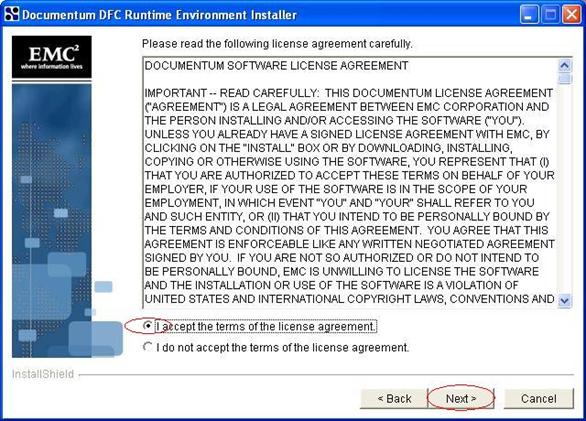 Documentum DFC Runtime Environment Installer
EMC²
where information lives
Please read the following license agreement carefully.
DOCUMENTUM SOFTWARE LICENSE AGREEMENT
IMPORTANT -- READ CAREFULLY:  THIS DOCUMENTUM LICENSE AGREEMENT
("AGREEMENT") IS A LEGAL AGREEMENT BETWEEN EMC CORPORATION AND
THE PERSON INSTALLING AND/OR ACCESSING THE SOFTWARE ("YOU").
UNLESS YOU ALREADY HAVE A SIGNED LICENSE AGREEMENT WITH EMC, BY
CLICKING ON THE "INSTALL" BOX OR BY DOWNLOADING, INSTALLING,
COPYING OR OTHERWISE USING THE SOFTWARE, YOU REPRESENT THAT (I)
THAT YOU ARE AUTHORIZED TO ACCEPT THESE TERMS ON BEHALF OF YOUR
EMPLOYER, IF YOUR USE OF THE SOFTWARE IS IN THE SCOPE OF YOUR
EMPLOYMENT, IN WHICH EVENT "YOU" AND "YOUR" SHALL REFER TO YOU
AND SUCH ENTITY, OR (II) THAT YOU INTEND TO BE PERSONALLY BOUND BY
THE TERMS AND CONDITIONS OF THIS AGREEMENT.  YOU AGREE THAT THIS
AGREEMENT IS ENFORCEABLE LIKE ANY WRITTEN NEGOTIATED AGREEMENT
SIGNED BY YOU.  IF YOU ARE NOT SO AUTHORIZED OR DO NOT INTEND TO
BE PERSONALLY BOUND, EMC IS UNWILLING TO LICENSE THE SOFTWARE
AND THE INSTALLATION OR USE OF THE SOFTWARE IS A VIOLATION OF
UNITED STATES AND INTERNATIONAL COPYRIGHT LAWS, CONVENTIONS AND
I accept the terms of the license agreement.
I do not accept the terms of the license agreement.
InstallShield
< Back
Next >
Cancel